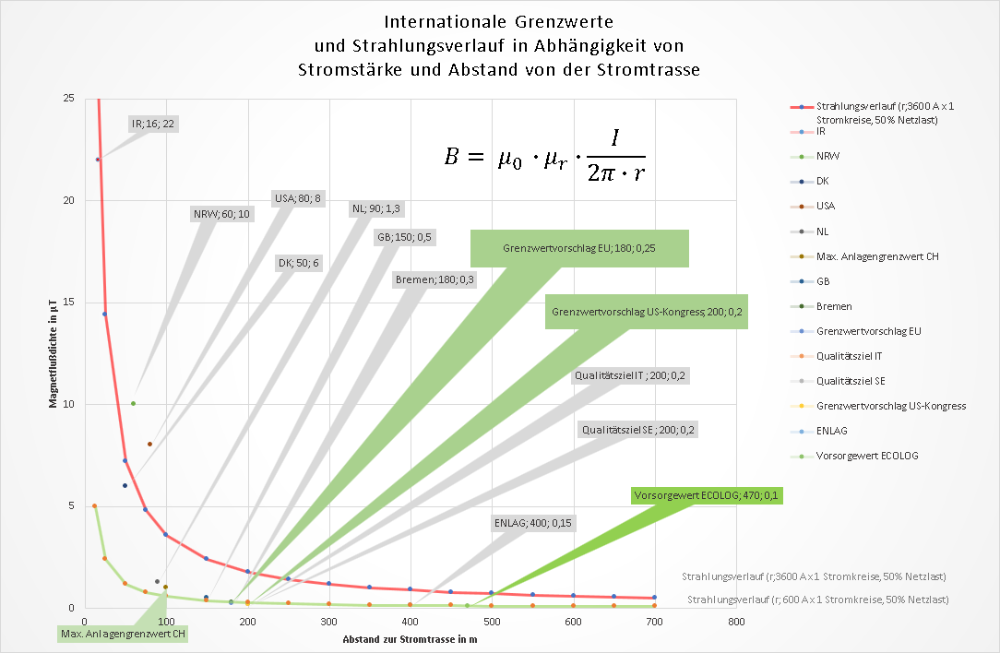 Internationale Grenzwerte
und Strahlungsverlauf in Abhängigkeit von
Stromstärke und Abstand von der Stromtrasse
25
20
15
10
5
0
Magnetflußdichte in µT
IR; 16; 22
NRW; 60; 10
USA; 80; 8
DK; 50; 6
NL; 90; 1,3
GB; 150; 0,5
Bremen; 180; 0,3
B = μ₀ · μᵣ · I / (2π · r)
Grenzwertvorschlag EU; 180; 0,25
Grenzwertvorschlag US-Kongress; 200; 0,2
Qualitätsziel IT ; 200; 0,2
Qualitätsziel SE ; 200; 0,2
Vorsorgewert ECOLOG; 470; 0,1
ENLAG; 400; 0,15
Strahlungsverlauf (r;3600 A x 1 Stromkreise, 50% Netzlast)
Strahlungsverlauf (r; 600 A x 1 Stromkreise, 50% Netzlast)
Max. Anlagengrenzwert CH
0
100
200
300
400
500
600
700
800
Abstand zur Stromtrasse in m
Strahlungsverlauf (r;3600 A x 1
Stromkreise, 50% Netzlast)
IR
NRW
DK
USA
NL
Max. Anlagengrenzwert CH
GB
Bremen
Grenzwertvorschlag EU
Qualitätsziel IT
Qualitätsziel SE
Grenzwertvorschlag US-Kongress
ENLAG
Vorsorgewert ECOLOG